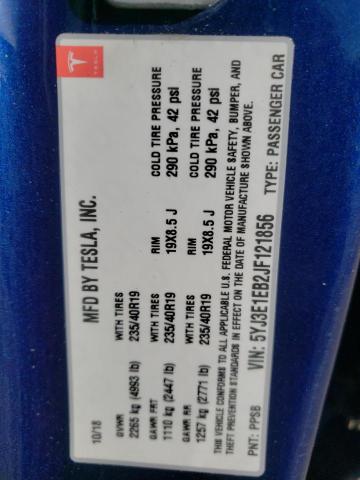 TESLA
MFD BY TESLA, INC.
10/18
GVWR WITH TIRES RIM COLD TIRE PRESSURE
2265 kg (4993 lb) 235/40R19 19X8.5 J 290 kPa, 42 psi
GAWR FRT WITH TIRES RIM COLD TIRE PRESSURE
1110 kg (2447 lb) 235/40R19 19X8.5 J 290 kPa, 42 psi
GAWR RR WITH TIRES RIM COLD TIRE PRESSURE
1257 kg (2771 lb) 235/40R19 19X8.5 J 290 kPa, 42 psi
THIS VEHICLE CONFORMS TO ALL APPLICABLE U.S. FEDERAL MOTOR VEHICLE SAFETY, BUMPER, AND
THEFT PREVENTION STANDARDS IN EFFECT ON THE DATE OF MANUFACTURE SHOWN ABOVE.
VIN: 5YJ3E1EB2JF121856
PNT: PPSB TYPE: PASSENGER CAR